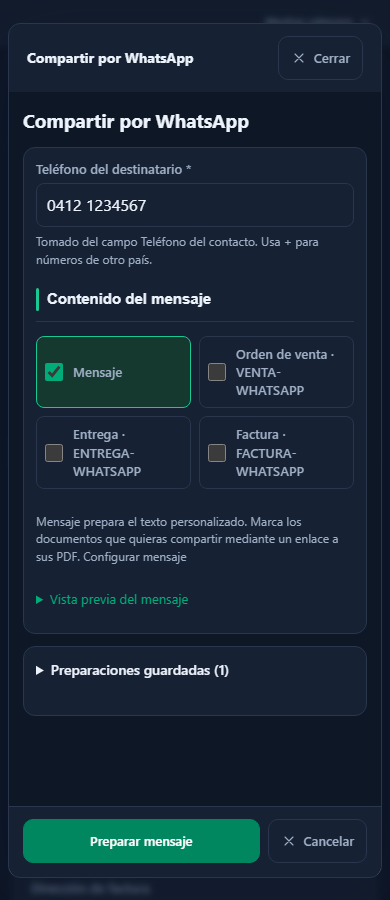 Compartir por WhatsApp
Cerrar
Compartir por WhatsApp
Teléfono del destinatario *
0412 1234567
Tomado del campo Teléfono del contacto. Usa + para
números de otro país.
Contenido del mensaje
Mensaje
Orden de venta ·
VENTA-
WHATSAPP
Entrega ·
ENTREGA-
WHATSAPP
Factura ·
FACTURA-
WHATSAPP
Mensaje prepara el texto personalizado. Marca los
documentos que quieras compartir mediante un enlace a
sus PDF. Configurar mensaje
Vista previa del mensaje
Preparaciones guardadas (1)
Preparar mensaje
Cancelar